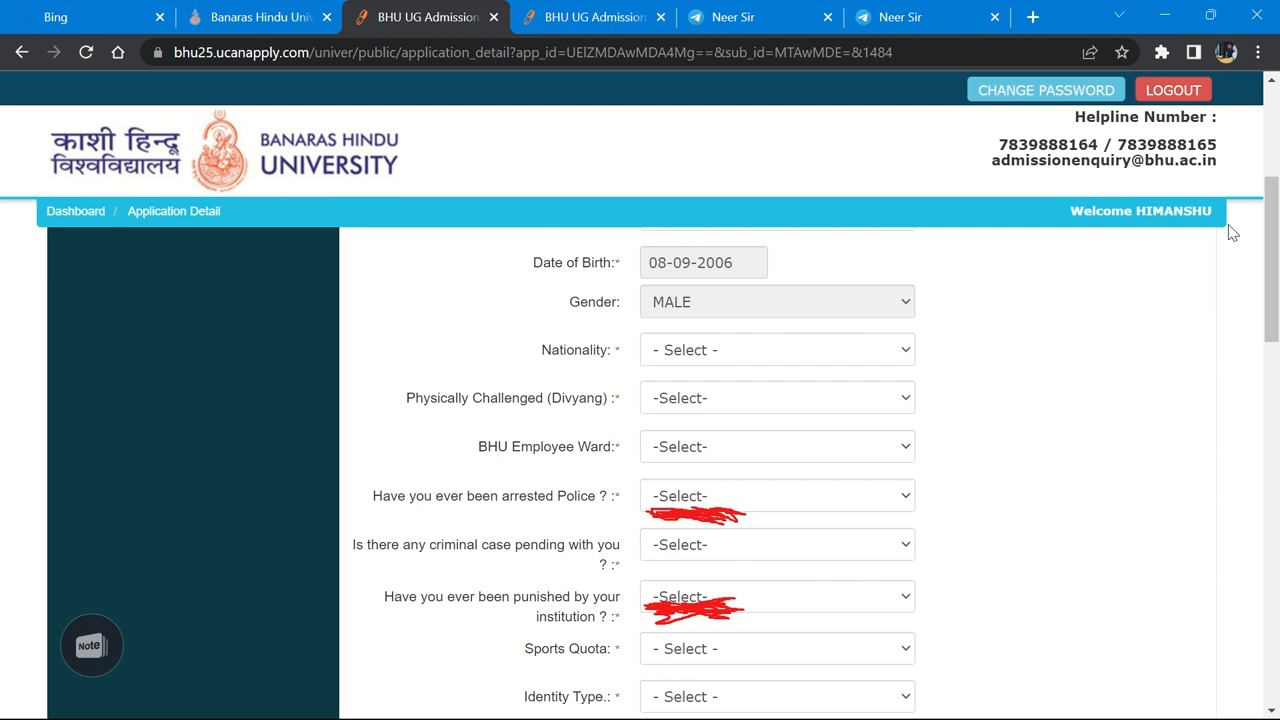 Bing
Banaras Hindu Univ
BHU UG Admission
BHU UG Admission
Neer Sir
Neer Sir
bhu25.ucanapply.com/univer/public/application_detail?app_id=UElZMDAwMDA4Mg==&sub_id=MTAwMDE=&1484
CHANGE PASSWORD LOGOUT
काशी हिन्दू
विश्वविद्यालय
BANARAS HINDU
UNIVERSITY
Helpline Number :
7839888164 / 7839888165
admissionenquiry@bhu.ac.in
Dashboard / Application Detail
Welcome HIMANSHU
Date of Birth:* 08-09-2006
Gender: MALE
Nationality: * - Select -
Physically Challenged (Divyang) :* -Select-
BHU Employee Ward:* -Select-
Have you ever been arrested Police ? :* -Select-
Is there any criminal case pending with you
? :* -Select-
Have you ever been punished by your
institution ? :* -Select-
Sports Quota: * - Select -
Identity Type.: * - Select -
Note